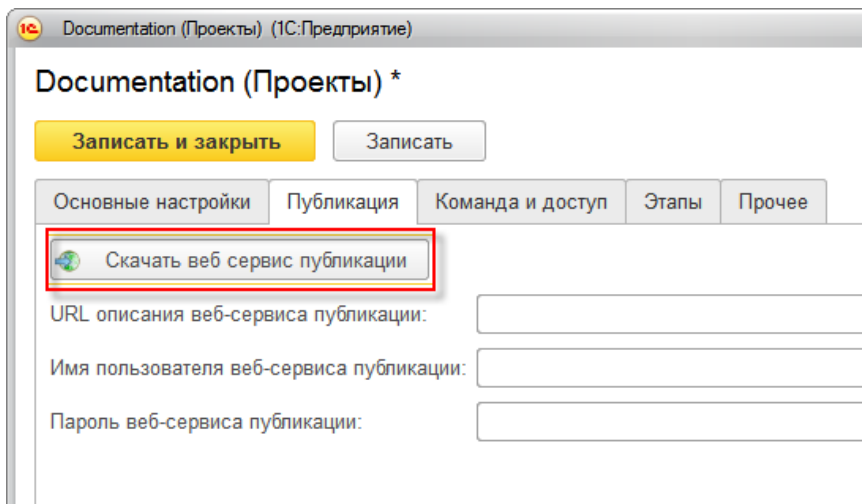 1С Documentation (Проекты) (1С:Предприятие)
Documentation (Проекты) *
Записать и закрыть Записать
Основные настройки Публикация Команда и доступ Этапы Прочее
Скачать веб сервис публикации
URL описания веб-сервиса публикации:
Имя пользователя веб-сервиса публикации:
Пароль веб-сервиса публикации: